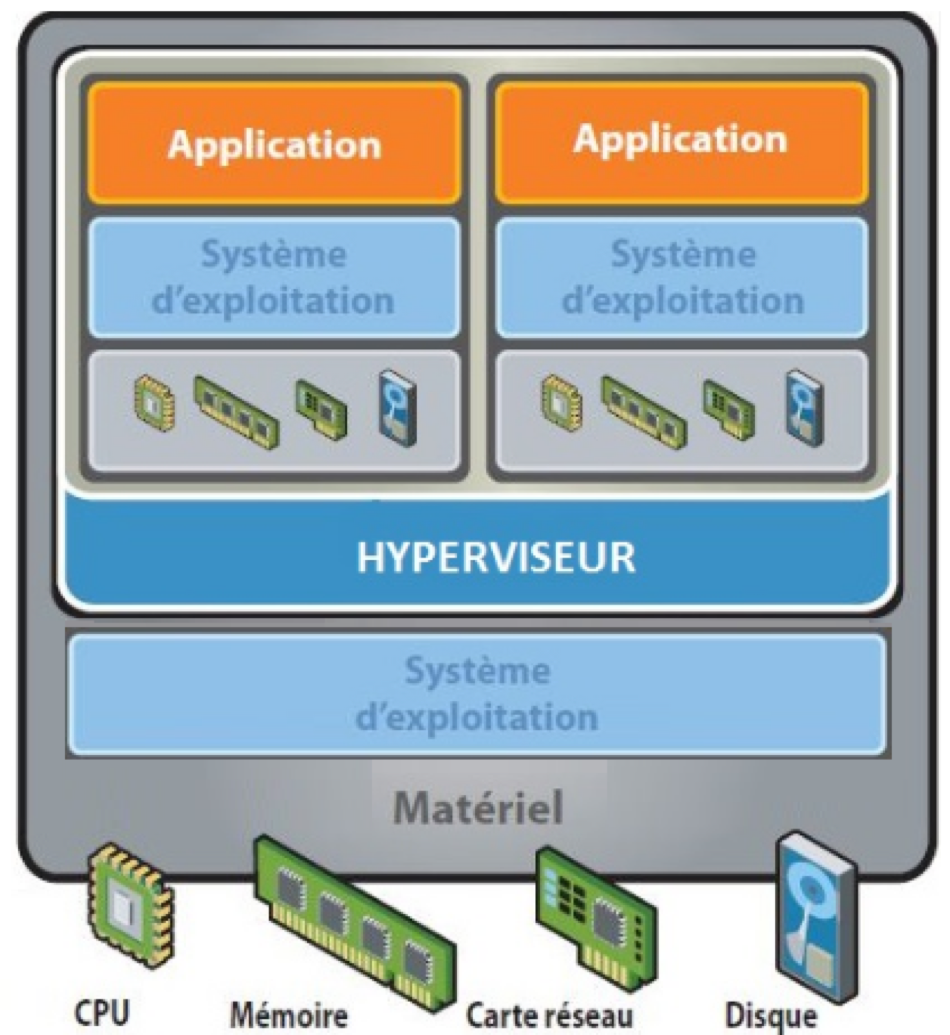 Application
Application
Système
d'exploitation
Système
d'exploitation
HYPERVISEUR
Système
d'exploitation
Matériel
CPU
Mémoire
Carte réseau
Disque